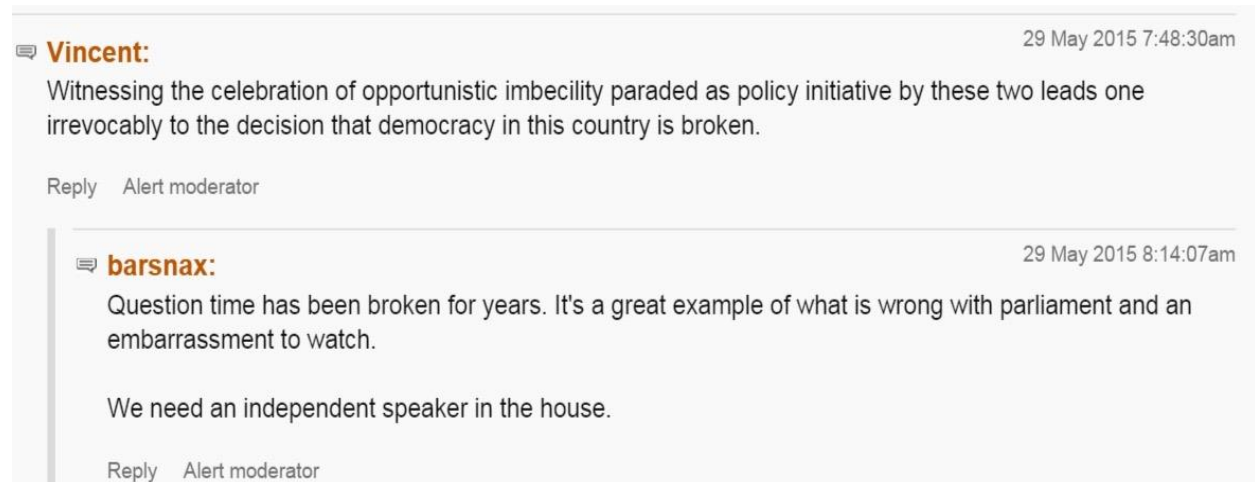 29 May 2015 7:48:30am
Vincent:
Witnessing the celebration of opportunistic imbecility paraded as policy initiative by these two leads one
irrevocably to the decision that democracy in this country is broken.
Reply Alert moderator
29 May 2015 8:14:07am
barsnax:
Question time has been broken for years. It's a great example of what is wrong with parliament and an
embarrassment to watch.
We need an independent speaker in the house.
Reply Alert moderator